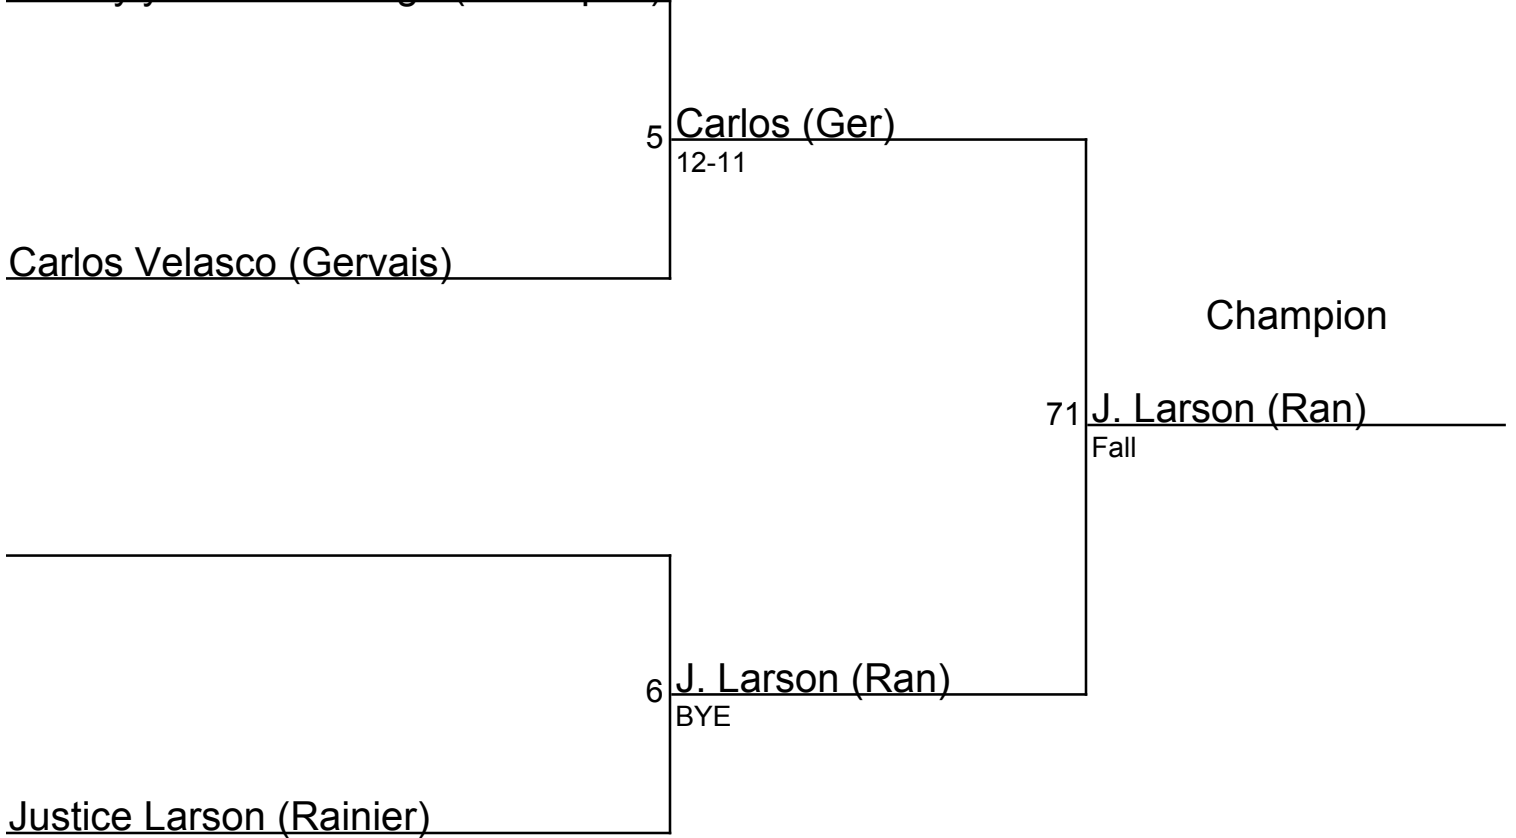 5 Carlos (Ger)
12-11
Carlos Velasco (Gervais)
Champion
71 J. Larson (Ran)
Fall
6 J. Larson (Ran)
BYE
Justice Larson (Rainier)